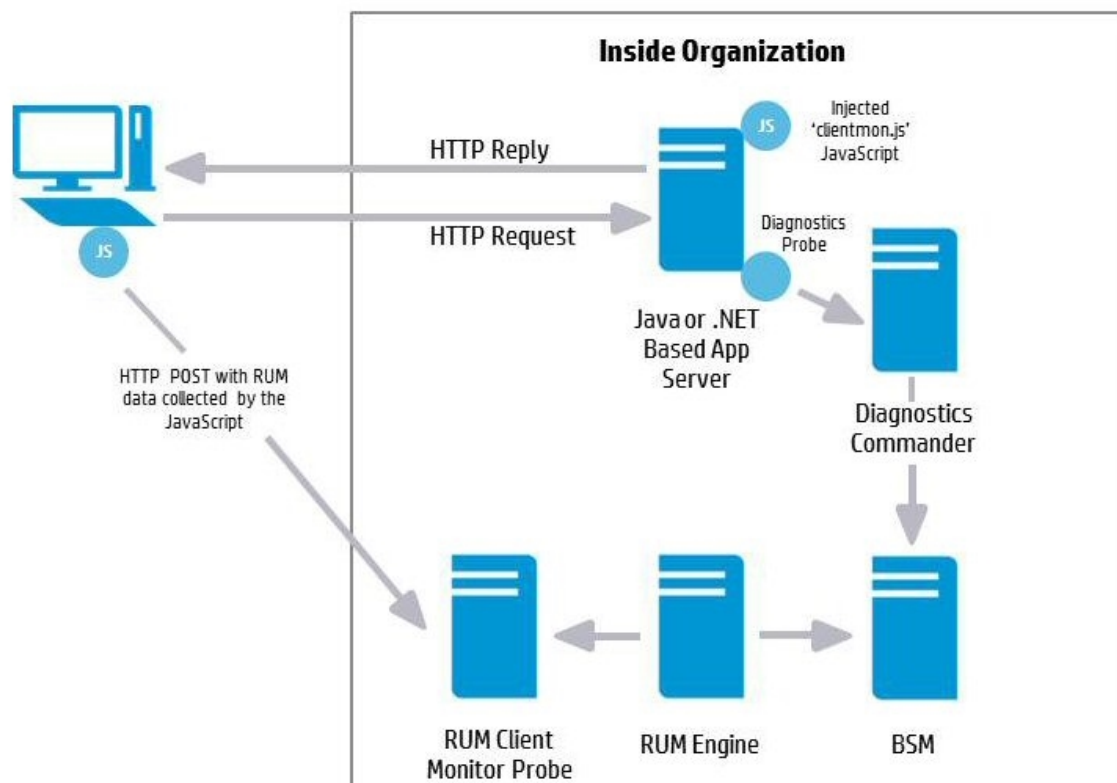 Inside Organization
JS
Injected
‘clientmon.js’
JavaScript
HTTP Reply
HTTP Request
Diagnostics
Probe
JS
Java or .NET
Based App
Server
HTTP POST with RUM
data collected by the
JavaScript
Diagnostics
Commander
RUM Client
Monitor Probe
RUM Engine
BSM